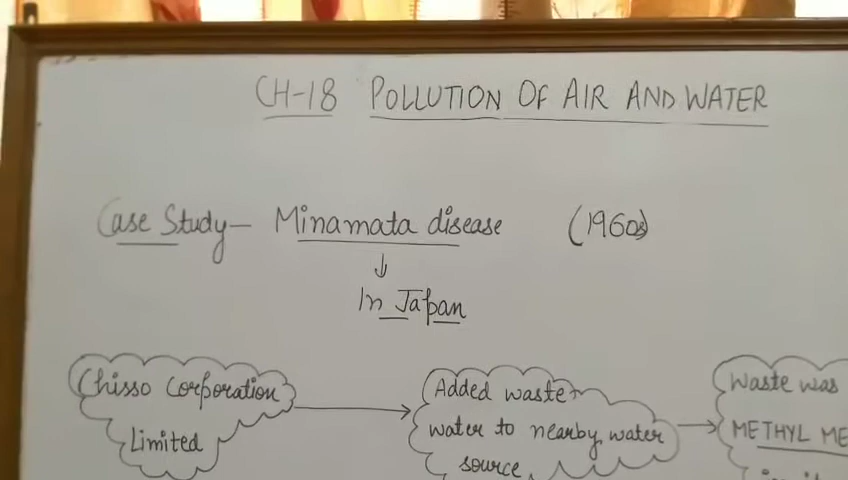 CH-18 POLLUTION OF AIR AND WATER
Case Study— Minamata disease (1960s)
In Japan
Chisso Corporation
Limited
Added waste-
water to nearby water
source
Waste was
METHYL ME